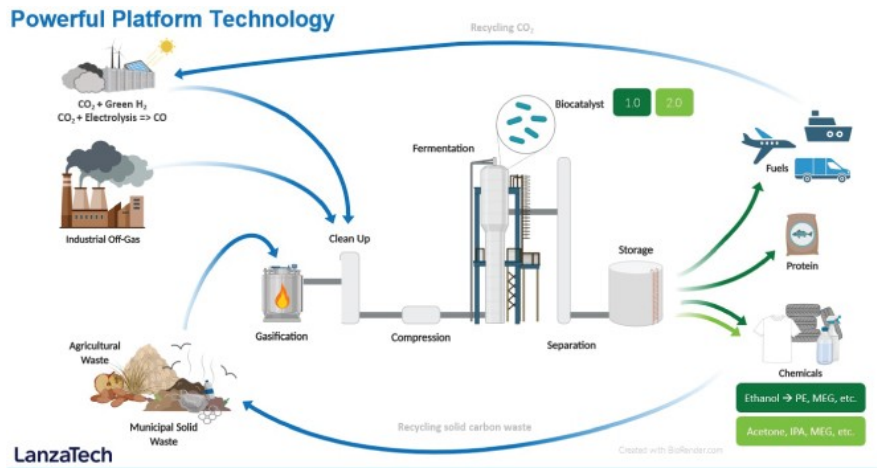 Powerful Platform Technology
Recycling CO₂
CO₂ + Green H₂
CO₂ + Electrolysis => CO
Biocatalyst
1.0
2.0
Fermentation
Fuels
Industrial Off-Gas
Clean Up
Storage
Protein
Gasification
Compression
Separation
Agricultural
Waste
Chemicals
Municipal Solid
Waste
Ethanol → PE, MEG, etc.
Acetone, IPA, MEG, etc.
Recycling solid carbon waste
Created with BioRender.com
LanzaTech